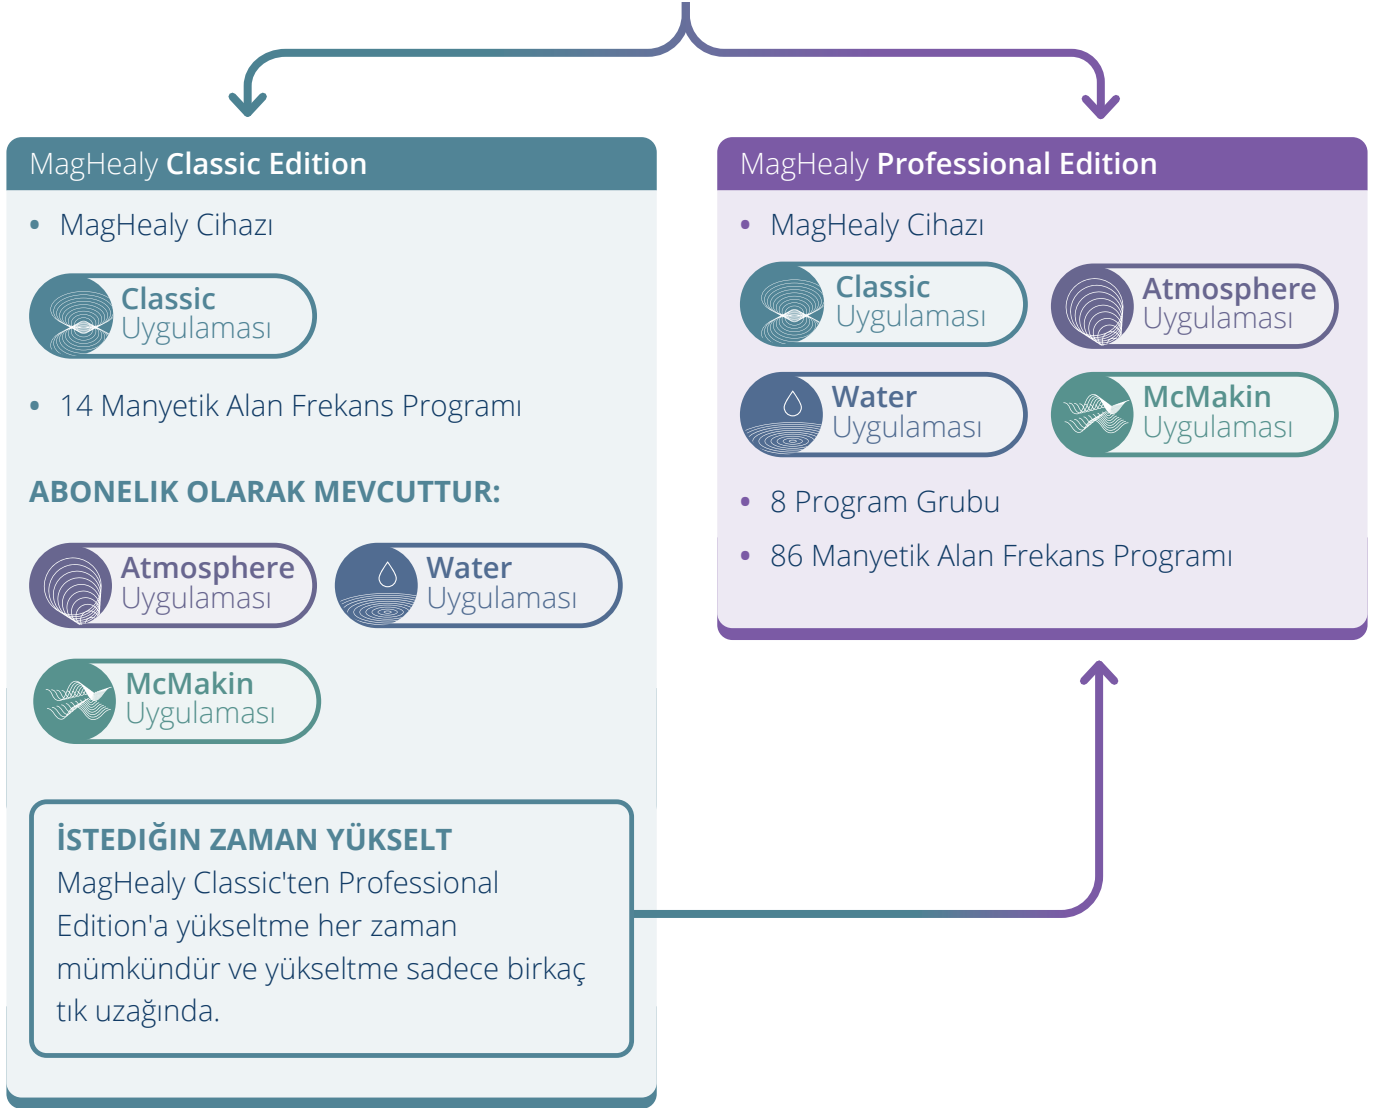 MagHealy Classic Edition
• MagHealy Cihazı
Classic
Uygulaması
• 14 Manyetik Alan Frekans Programı
ABONELIK OLARAK MEVCUTTUR:
Atmosphere
Uygulaması
Water
Uygulaması
McMakin
Uygulaması
İSTEDIĞIN ZAMAN YÜKSELT
MagHealy Classic'ten Professional
Edition'a yükseltme her zaman
mümkündür ve yükseltme sadece birkaç
tık uzağında.
MagHealy Professional Edition
• MagHealy Cihazı
Classic
Uygulaması
Atmosphere
Uygulaması
Water
Uygulaması
McMakin
Uygulaması
• 8 Program Grubu
• 86 Manyetik Alan Frekans Programı